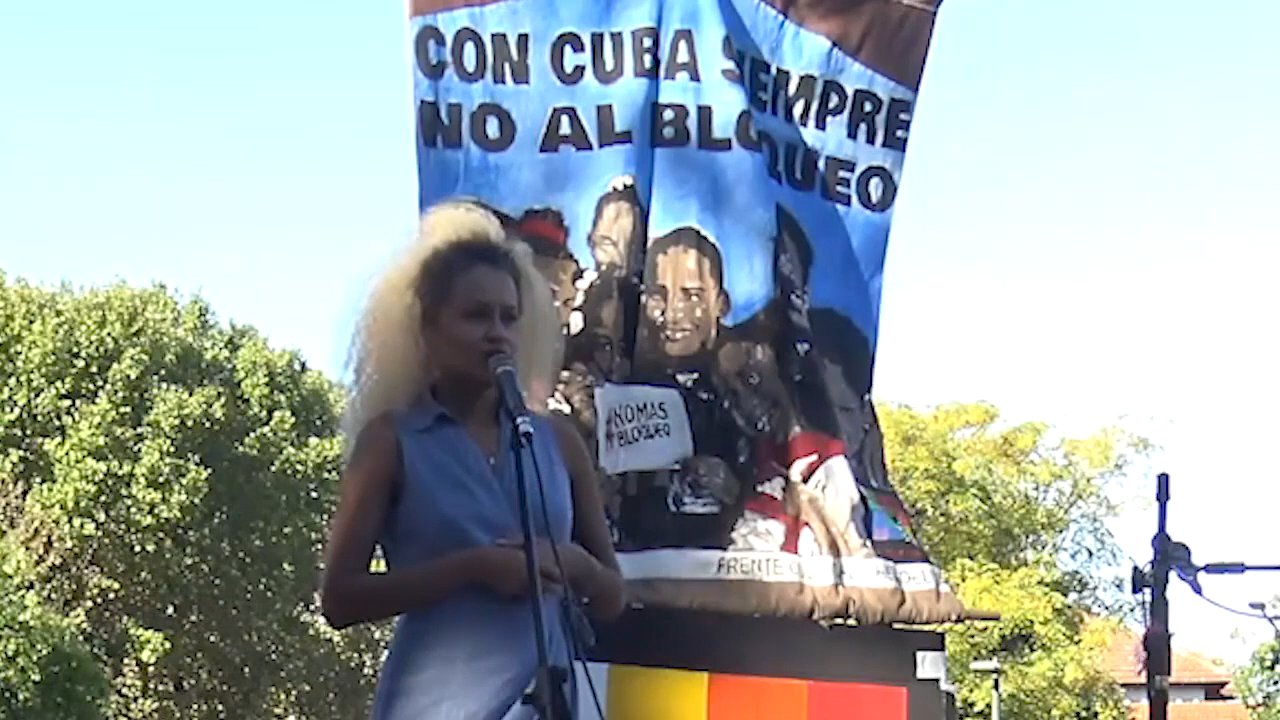 CON CUBA SIEMPRE
NO AL BLOQUEO
#NOMAS
BLOQUEO
FRENTE